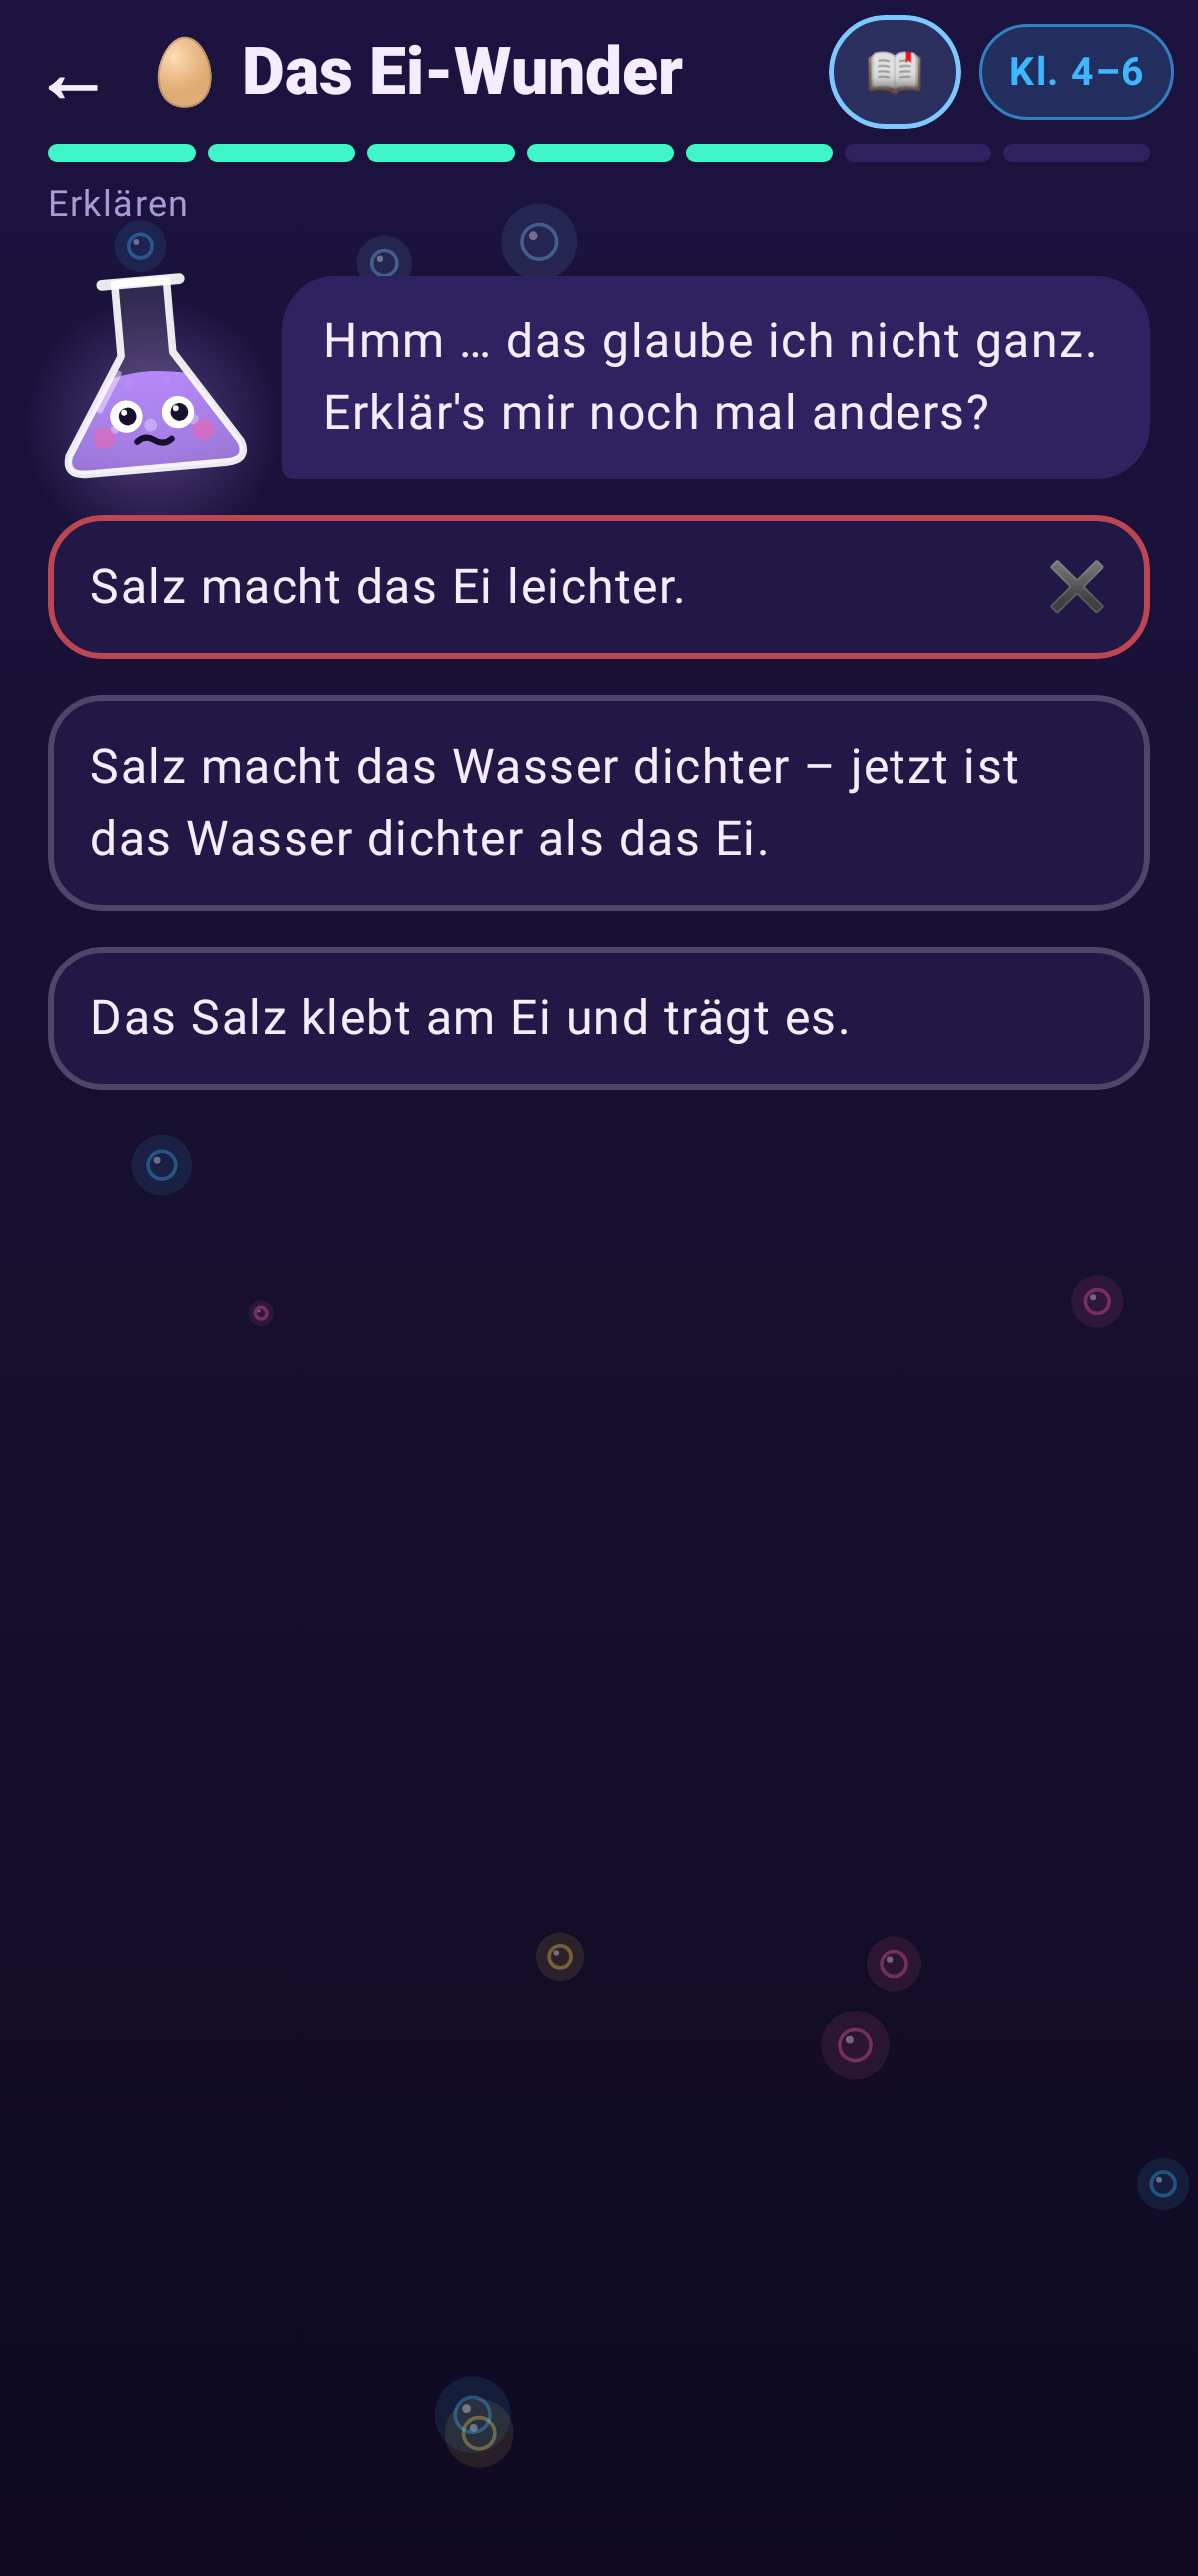 Das Ei-Wunder
Kl. 4–6
Erklären
Hmm … das glaube ich nicht ganz.
Erklär's mir noch mal anders?
Salz macht das Ei leichter.
Salz macht das Wasser dichter – jetzt ist
das Wasser dichter als das Ei.
Das Salz klebt am Ei und trägt es.